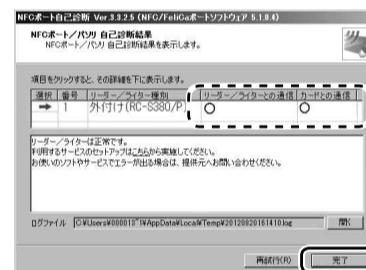 NFCポート自己診断 Ver.3.3.2.5 (NFC/FeliCaポートソフトウェア 5.1.8.4)
NFCポート/パソリ 自己診断結果
NFCポート/パソリ自己診断結果を表示します。
項目をクリックすると、その詳細を下に表示します。
選択 番号 リーダー/ライター種別 リーダー/ライターとの通信 カードとの通信
➡ 1 外付け(RC-S380/P) ○ ○
リーダー/ライターは正常です。
利用するサービスのセットアップはこちらから実施してください。
お使いのソフトやサービスでエラーが出る場合は、提供元へお問い合わせください。
ログファイル C:¥Users¥000013~1¥AppData¥Local¥Temp¥20120820161410.log 開く
再試行(R) 完了